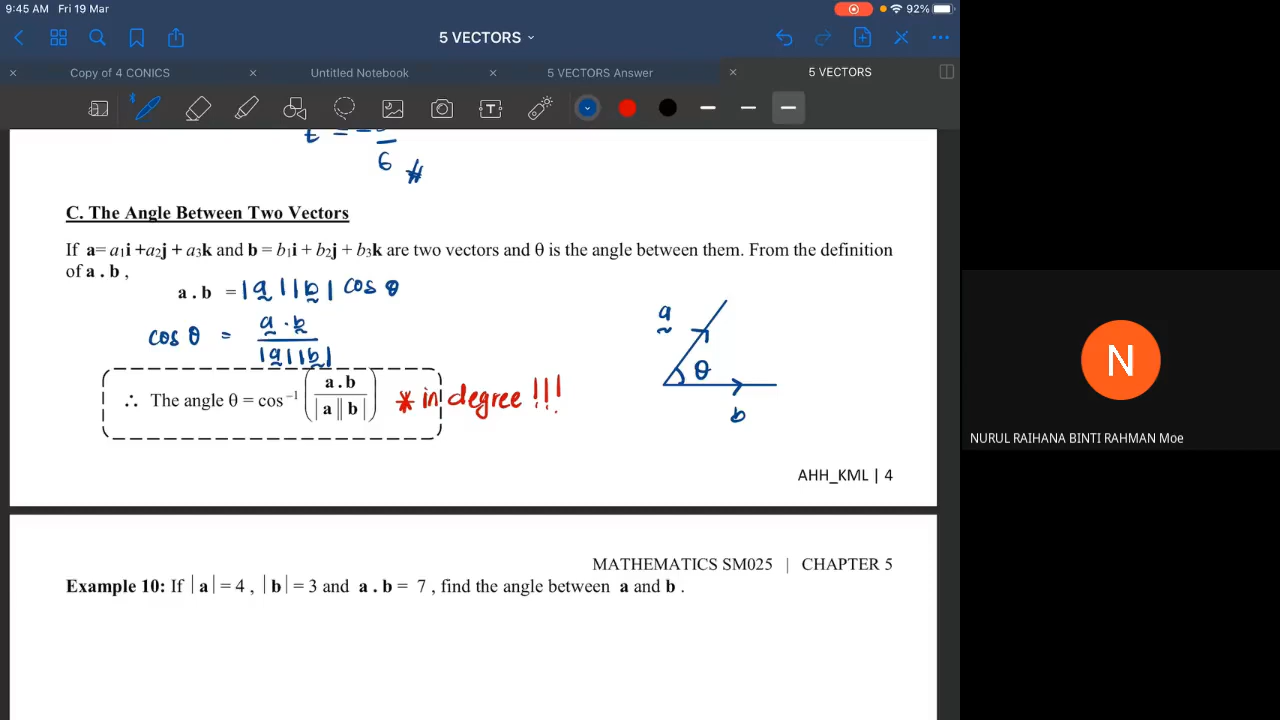 9:45 AM Fri 19 Mar 92%
5 VECTORS
Copy of 4 CONICS Untitled Notebook 5 VECTORS Answer 5 VECTORS
6 #
C. The Angle Between Two Vectors
If a= a₁i +a₂j + a₃k and b = b₁i + b₂j + b₃k are two vectors and θ is the angle between them. From the definition
of a . b ,
a . b = |a||b| cos θ
cos θ = a · b / |a||b|
∴ The angle θ = cos⁻¹ ( a . b / |a||b| ) * in degree !!!
a
θ
b
AHH_KML | 4
MATHEMATICS SM025 | CHAPTER 5
Example 10: If |a| = 4 , |b| = 3 and a . b = 7 , find the angle between a and b .
N
NURUL RAIHANA BINTI RAHMAN Moe